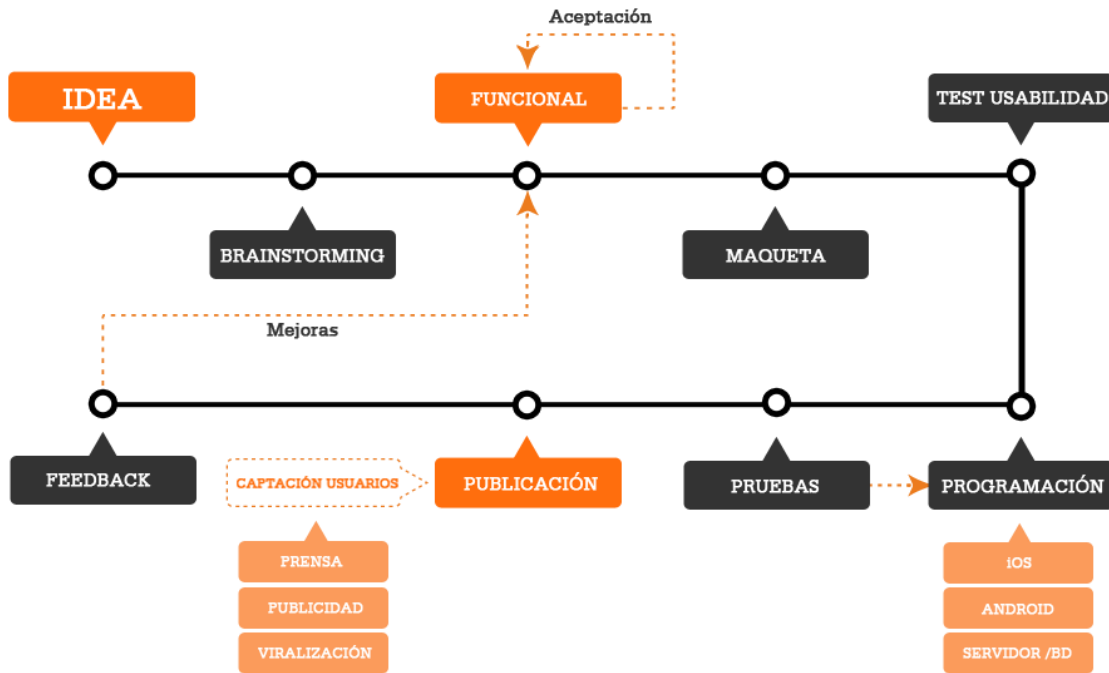 Aceptación
IDEA
FUNCIONAL
TEST USABILIDAD
BRAINSTORMING
MAQUETA
Mejoras
FEEDBACK
CAPTACIÓN USUARIOS
PUBLICACIÓN
PRUEBAS
PROGRAMACIÓN
PRENSA
PUBLICIDAD
VIRALIZACIÓN
iOS
ANDROID
SERVIDOR /BD